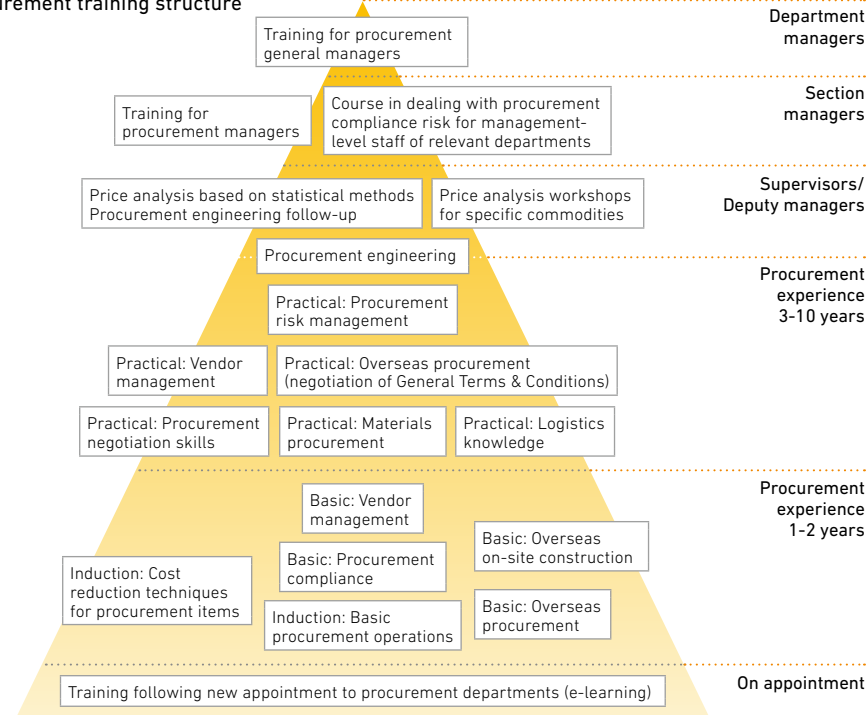 training structure
Department
managers
Training for procurement
general managers
Section
managers
Training for
procurement managers
Course in dealing with procurement
compliance risk for management-
level staff of relevant departments
Supervisors/
Deputy managers
Price analysis based on statistical methods
Procurement engineering follow-up
Price analysis workshops
for specific commodities
Procurement engineering
Procurement
experience
3-10 years
Practical: Procurement
risk management
Practical: Vendor
management
Practical: Overseas procurement
(negotiation of General Terms & Conditions)
Practical: Procurement
negotiation skills
Practical: Materials
procurement
Practical: Logistics
knowledge
Procurement
experience
1-2 years
Basic: Vendor
management
Basic: Overseas
on-site construction
Basic: Procurement
compliance
Induction: Cost
reduction techniques
for procurement items
Induction: Basic
procurement operations
Basic: Overseas
procurement
On appointment
Training following new appointment to procurement departments (e-learning)